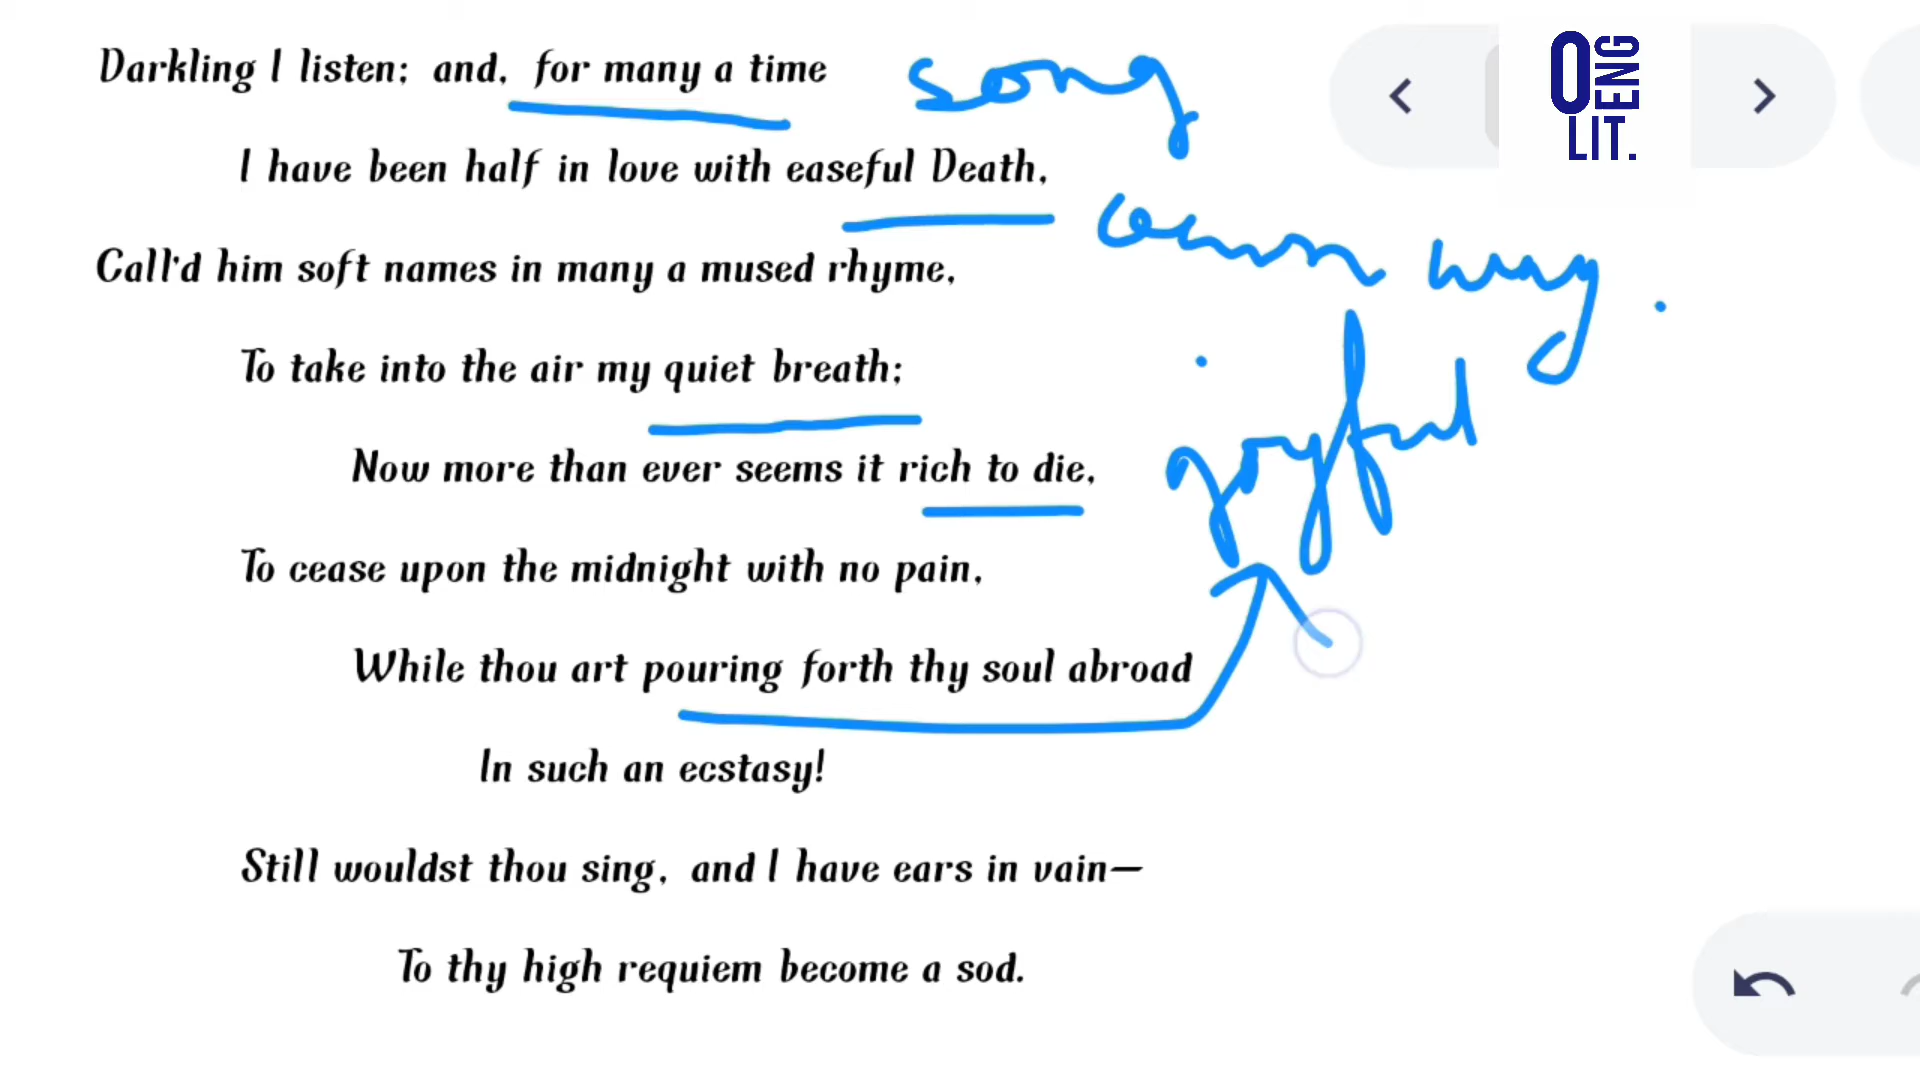 Darkling I listen; and, for many a time
song
I have been half in love with easeful Death,
Call'd him soft names in many a mused rhyme,
way.
To take into the air my quiet breath;
joyful
Now more than ever seems it rich to die,
To cease upon the midnight with no pain,
While thou art pouring forth thy soul abroad
In such an ecstasy!
Still wouldst thou sing, and I have ears in vain—
To thy high requiem become a sod.
O ENG
LIT.